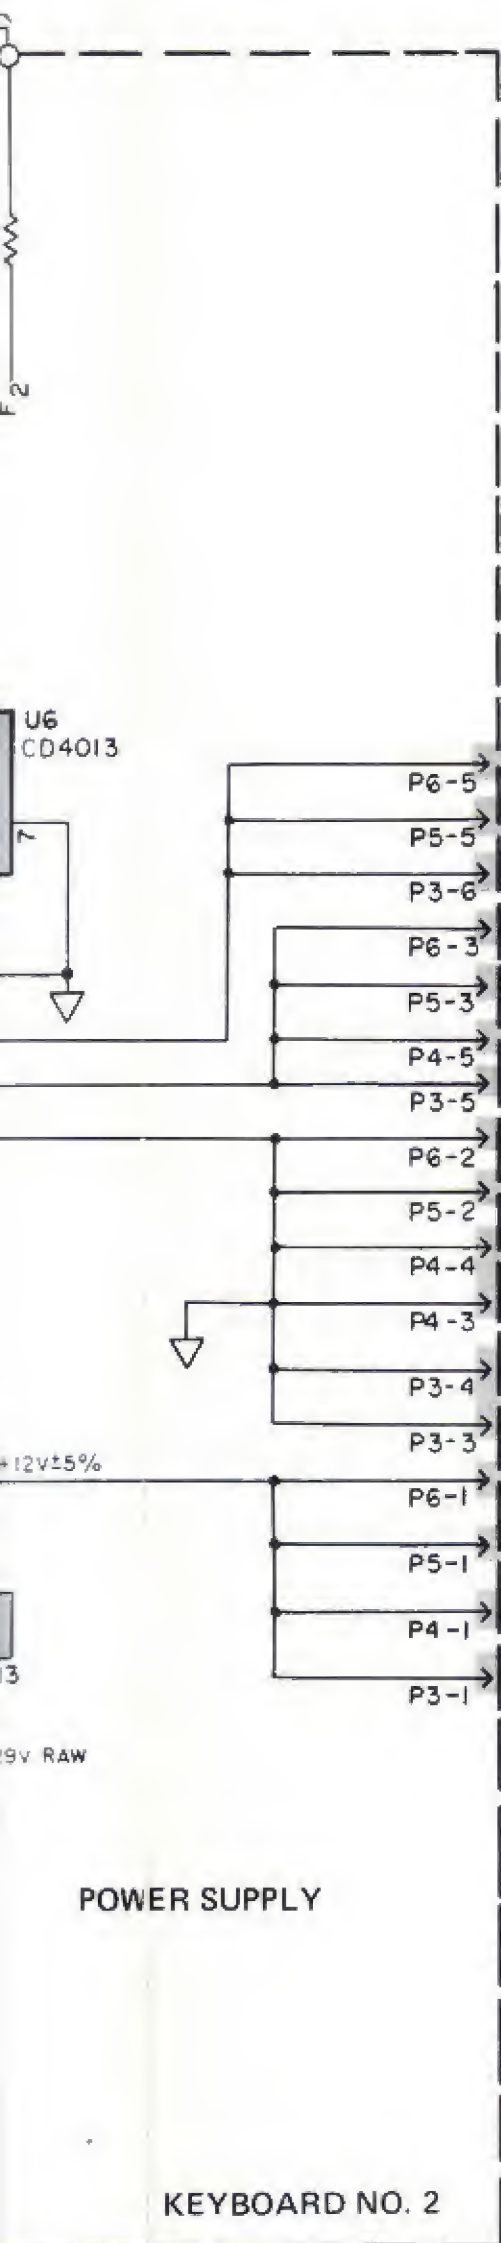 2
U6
CD4013
7
P6-5
P5-5
P3-6
P6-3
P5-3
P4-5
P3-5
P6-2
P5-2
P4-4
P4-3
P3-4
P3-3
+12V±5%
P6-1
P5-1
P4-1
P3-1
RAW
POWER SUPPLY
KEYBOARD NO. 2